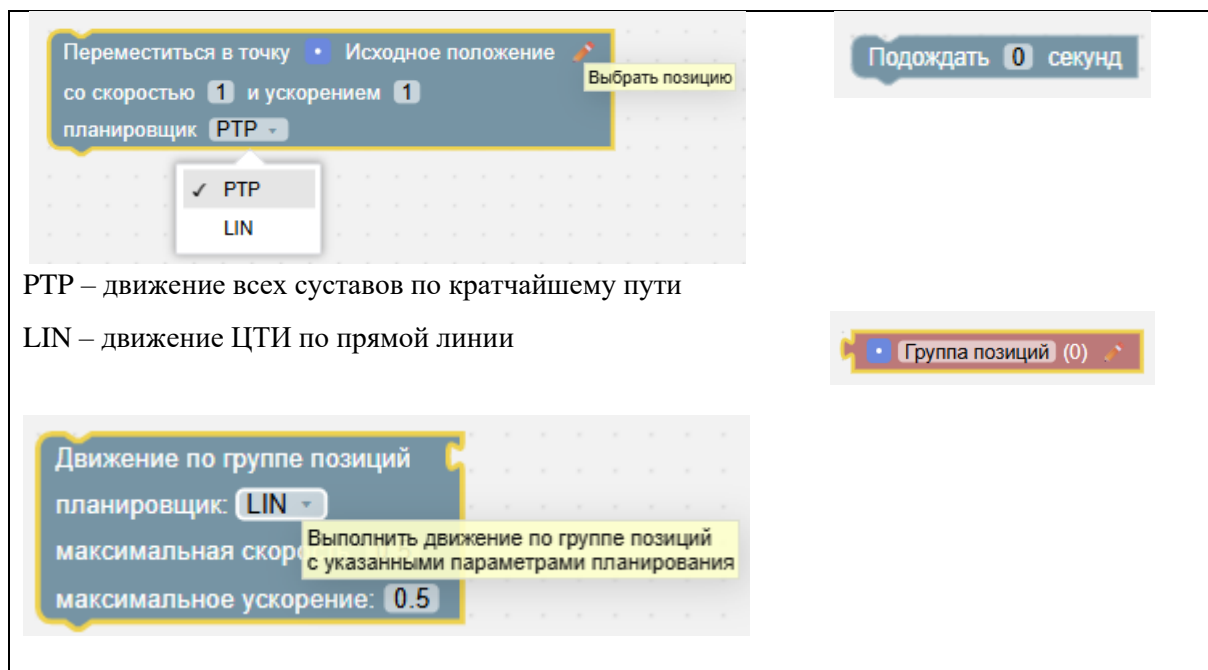 Переместиться в точку Исходное положение
Выбрать позицию
со скоростью 1 и ускорением 1
планировщик PTP
✓ PTP
LIN
Подождать 0 секунд
PTP – движение всех суставов по кратчайшему пути
LIN – движение ЦТИ по прямой линии
Группа позиций (0)
Движение по группе позиций
планировщик: LIN
Выполнить движение по группе позиций
с указанными параметрами планирования
максимальная
максимальное ускорение: 0.5